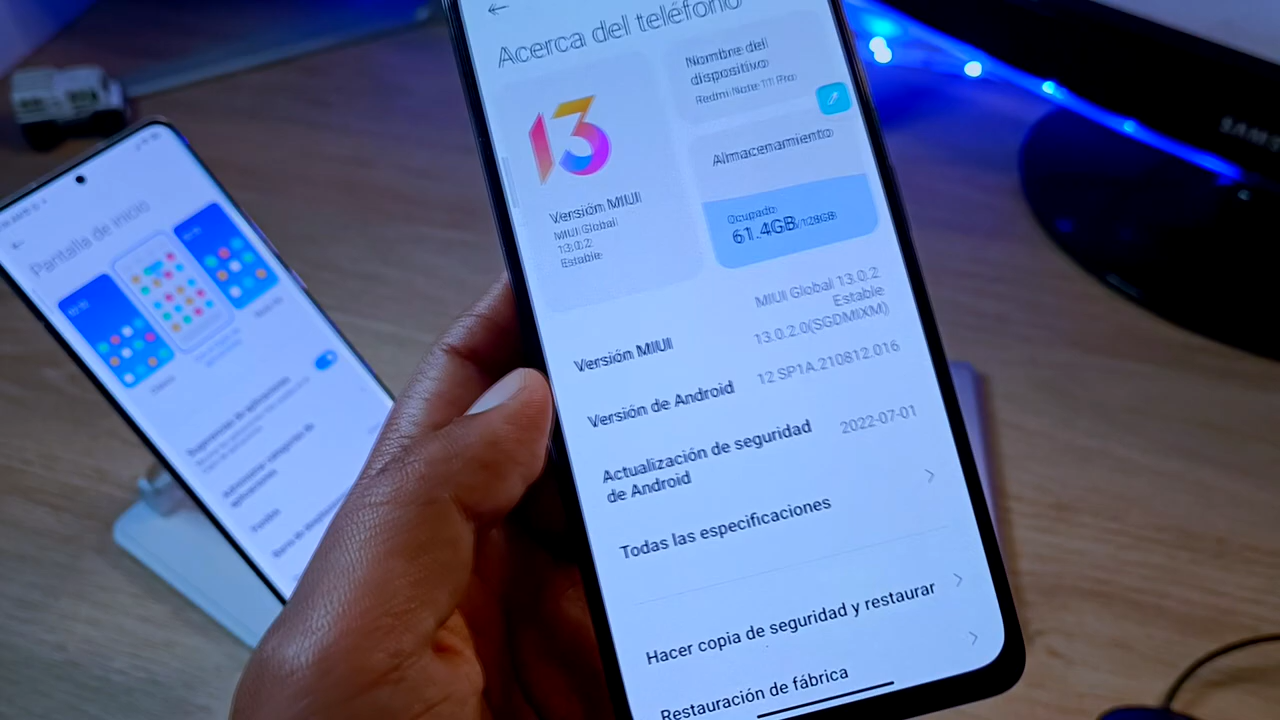 Acerca del teléfono
13
Versión MIUI
MIUI Global
13.0.2
Estable
Nombre del
dispositivo
Redmi Note 11 Pro
Almacenamiento
Ocupado
61.4GB/128GB
Versión MIUI
MIUI Global 13.0.2
Estable
13.0.2.0(SGDMIXM)
Versión de Android
12 SP1A.210812.016
Actualización de seguridad
de Android
2022-07-01
Todas las especificaciones
Hacer copia de seguridad y restaurar
Restauración de fábrica
Pantalla de inicio
SAMS